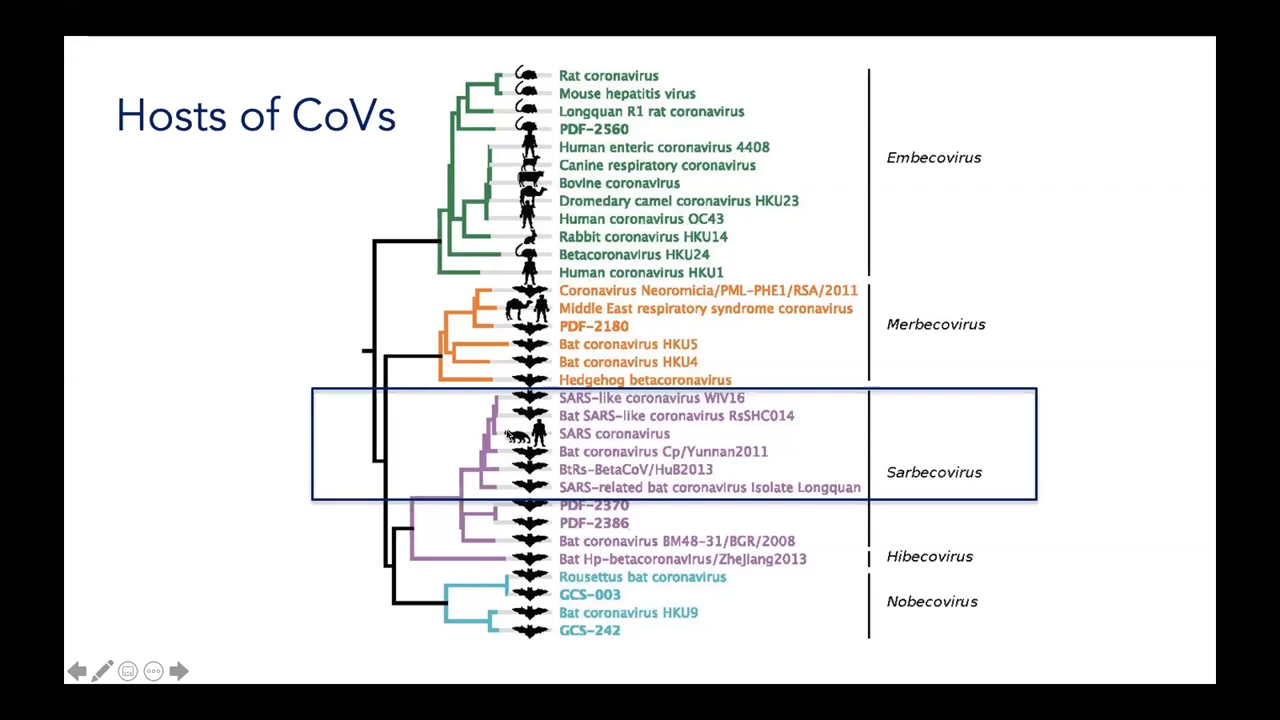 Hosts of CoVs
Rat coronavirus
Mouse hepatitis virus
Longquan R1 rat coronavirus
PDF-2560
Human enteric coronavirus 4408
Canine respiratory coronavirus
Bovine coronavirus
Dromedary camel coronavirus HKU23
Human coronavirus OC43
Rabbit coronavirus HKU14
Betacoronavirus HKU24
Human coronavirus HKU1
Embecovirus
Coronavirus Neoromicia/PML-PHE1/RSA/2011
Middle East respiratory syndrome coronavirus
PDF-2180
Bat coronavirus HKU5
Bat coronavirus HKU4
Hedgehog betacoronavirus
Merbecovirus
SARS-like coronavirus WIV16
Bat SARS-like coronavirus RsSHC014
SARS coronavirus
Bat coronavirus Cp/Yunnan2011
BtRs-BetaCoV/HuB2013
SARS-related bat coronavirus Isolate Longquan
PDF-2370
PDF-2386
Bat coronavirus BM48-31/BGR/2008
Sarbecovirus
Bat Hp-betacoronavirus/Zhejiang2013
Hibecovirus
Rousettus bat coronavirus
GCS-003
Bat coronavirus HKU9
GCS-242
Nobecovirus